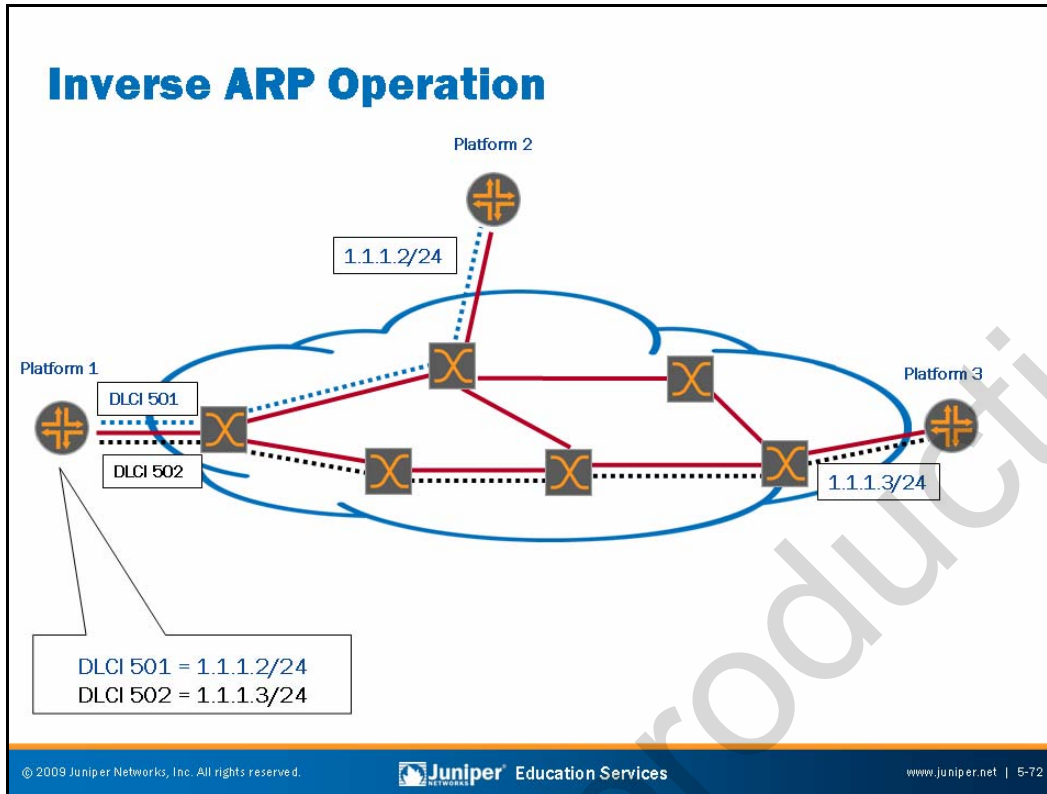 Inverse ARP Operation
Platform 2
1.1.1.2/24
Platform 1
DLCI 501
DLCI 502
Platform 3
1.1.1.3/24
DLCI 501 = 1.1.1.2/24
DLCI 502 = 1.1.1.3/24
© 2009 Juniper Networks, Inc. All rights reserved.
Juniper NETWORKS Education Services
www.juniper.net | 5-72